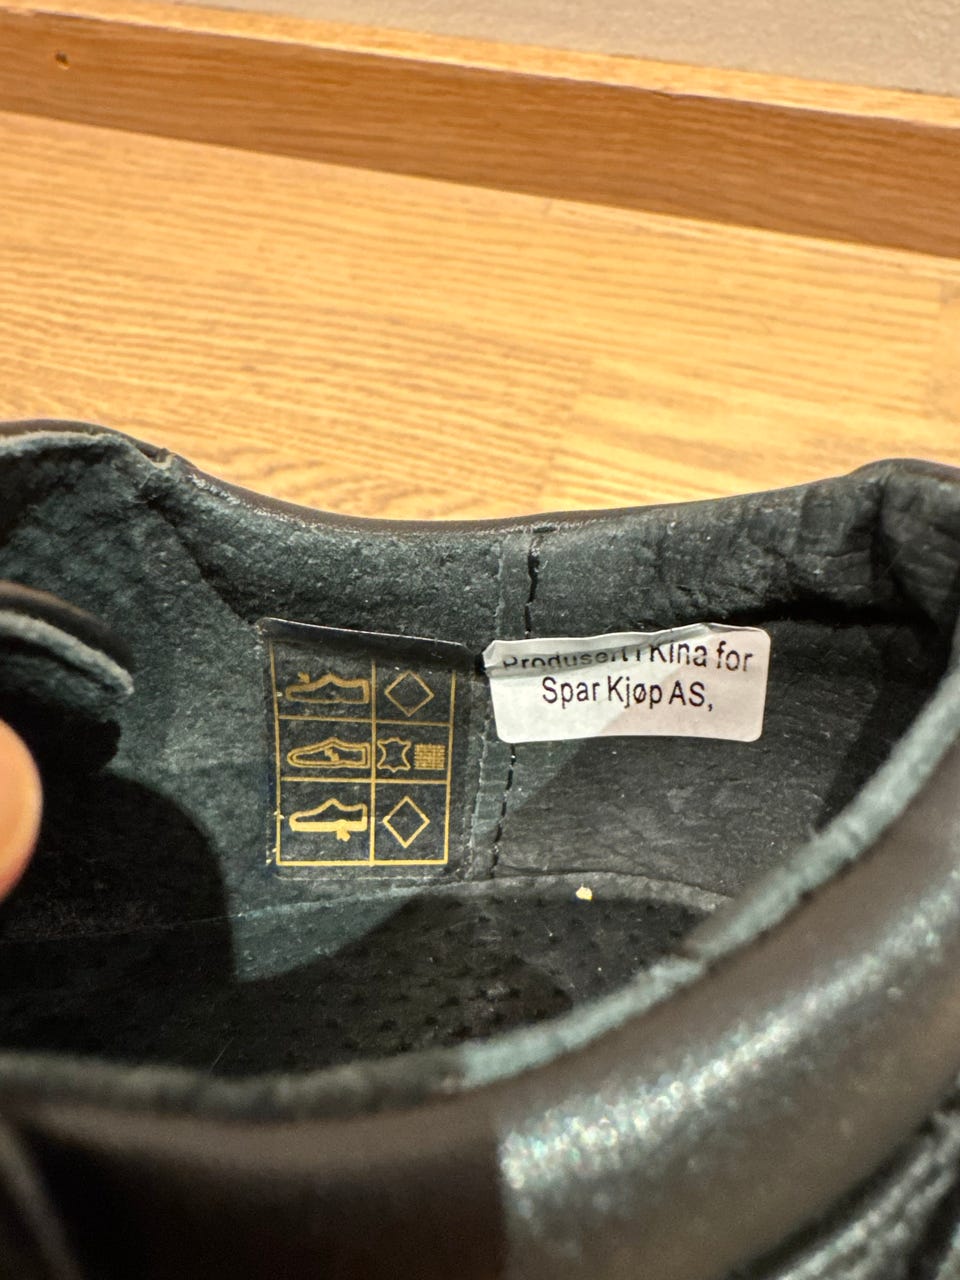 Produsert i Kina for
Spar Kjøp AS,